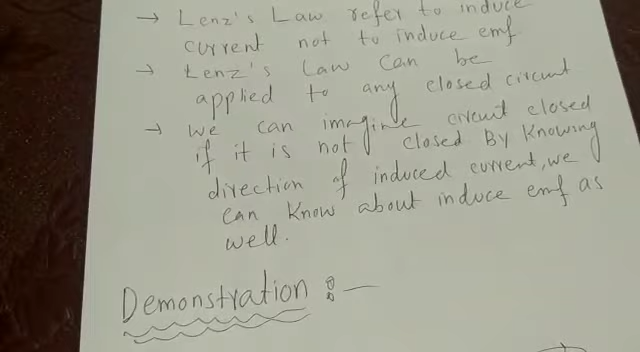 → Lenz's Law refer to induce
current not to induce emf
→ Lenz's Law can be
applied to any closed circuit
→ we can imagine circuit closed
if it is not closed By Knowing
direction of induced current, we
can know about induce emf as
well.
Demonstration :—